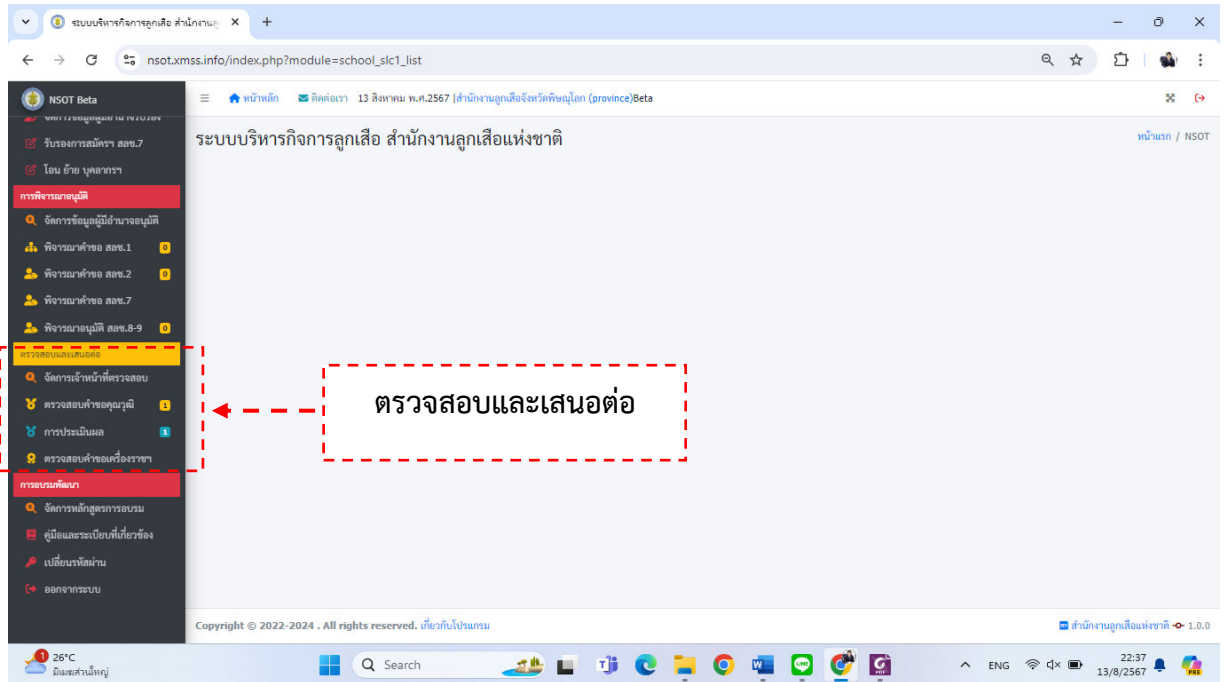 ระบบบริหารกิจการลูกเสือ สำนักงานลูก
nsot.xmss.info/index.php?module=school_slc1_list
NSOT Beta
หน้าหลัก ติดต่อเรา 13 สิงหาคม พ.ศ.2567 |สำนักงานลูกเสือจังหวัดพิษณุโลก (province)Beta
ระบบบริหารกิจการลูกเสือ สำนักงานลูกเสือแห่งชาติ
หน้าแรก / NSOT
จัดการข้อมูลผู้มีอำนาจรับรอง
รับรองการสมัครฯ ลสช.7
โอน ย้าย บุคลากรฯ
การพิจารณาอนุมัติ
จัดการข้อมูลผู้มีอำนาจอนุมัติ
พิจารณาคำขอ ลสช.1 0
พิจารณาคำขอ ลสช.2 0
พิจารณาคำขอ ลสช.7
พิจารณาอนุมัติ ลสช.8-9 0
ตรวจสอบและเสนอต่อ
จัดการเจ้าหน้าที่ตรวจสอบ
ตรวจสอบคำขอคุณวุฒิ 1
การประเมินผล 1
ตรวจสอบคำขอเครื่องราชฯ
ตรวจสอบและเสนอต่อ
การอบรมพัฒนา
จัดการหลักสูตรการอบรม
คู่มือและระเบียบที่เกี่ยวข้อง
เปลี่ยนรหัสผ่าน
ออกจากระบบ
Copyright © 2022-2024 . All rights reserved. เกี่ยวกับโปรแกรม
สำนักงานลูกเสือแห่งชาติ 1.0.0
1 26°C
มีเมฆส่วนใหญ่
Search
ENG
22:37
13/8/2567